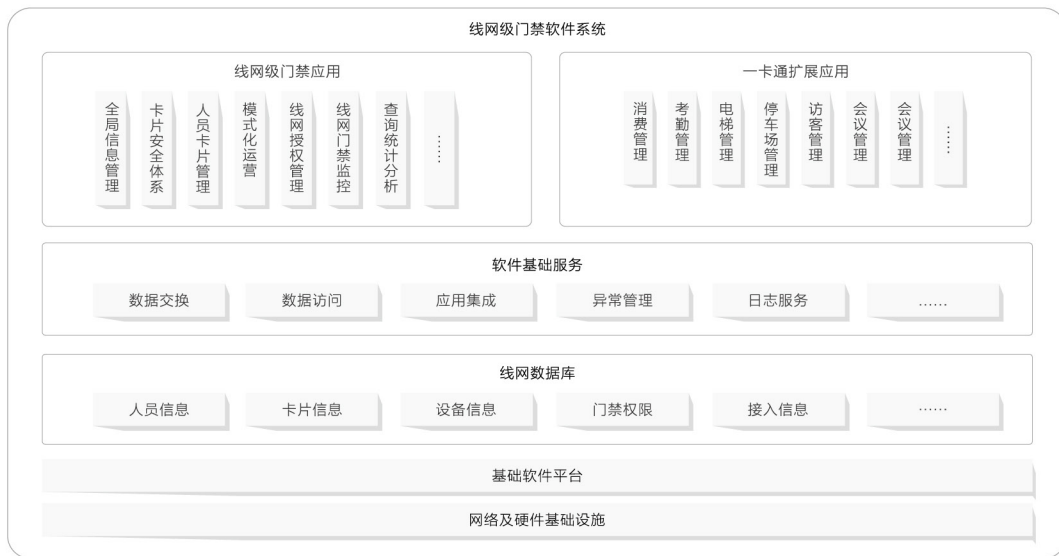 线网级门禁软件系统
线网级门禁应用
全局信息管理
卡片安全体系
人员卡片管理
模式化运营
线网授权管理
线网门禁监控
查询统计分析
……
一卡通扩展应用
消费管理
考勤管理
电梯管理
停车场管理
访客管理
会议管理
会议管理
……
软件基础服务
数据交换
数据访问
应用集成
异常管理
日志服务
……
线网数据库
人员信息
卡片信息
设备信息
门禁权限
接入信息
……
基础软件平台
网络及硬件基础设施